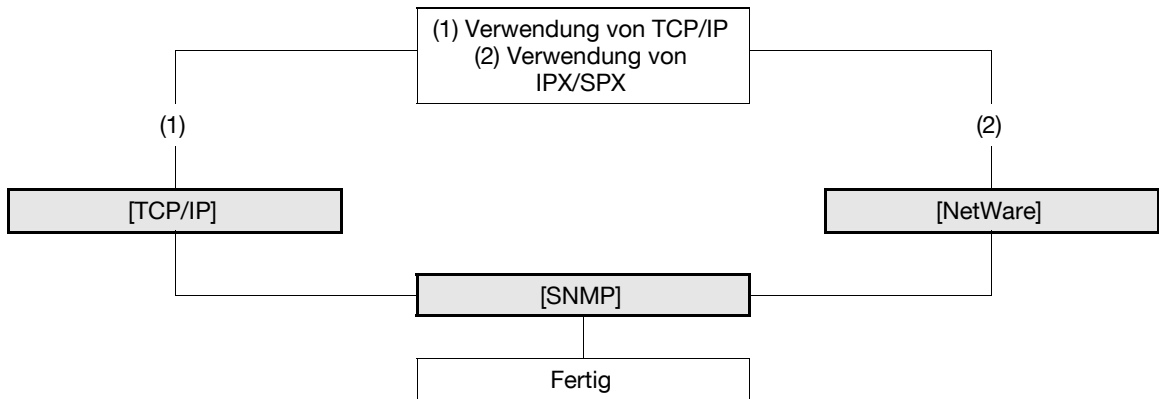 (1) Verwendung von TCP/IP
(2) Verwendung von
IPX/SPX
(1)
(2)
[TCP/IP]
[NetWare]
[SNMP]
Fertig